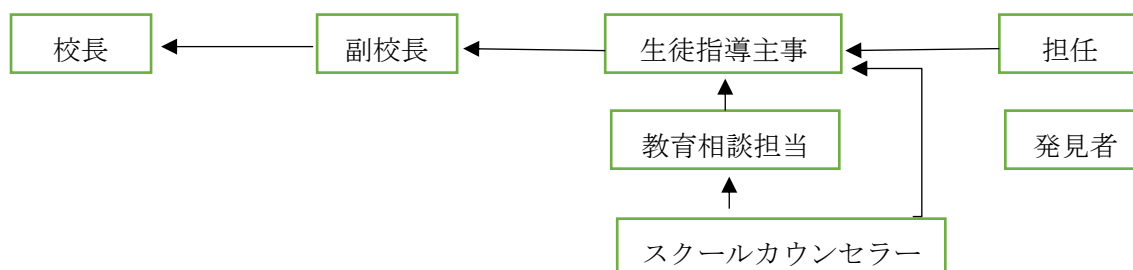 校長
副校長
生徒指導主事
担任
教育相談担当
発見者
スクールカウンセラー